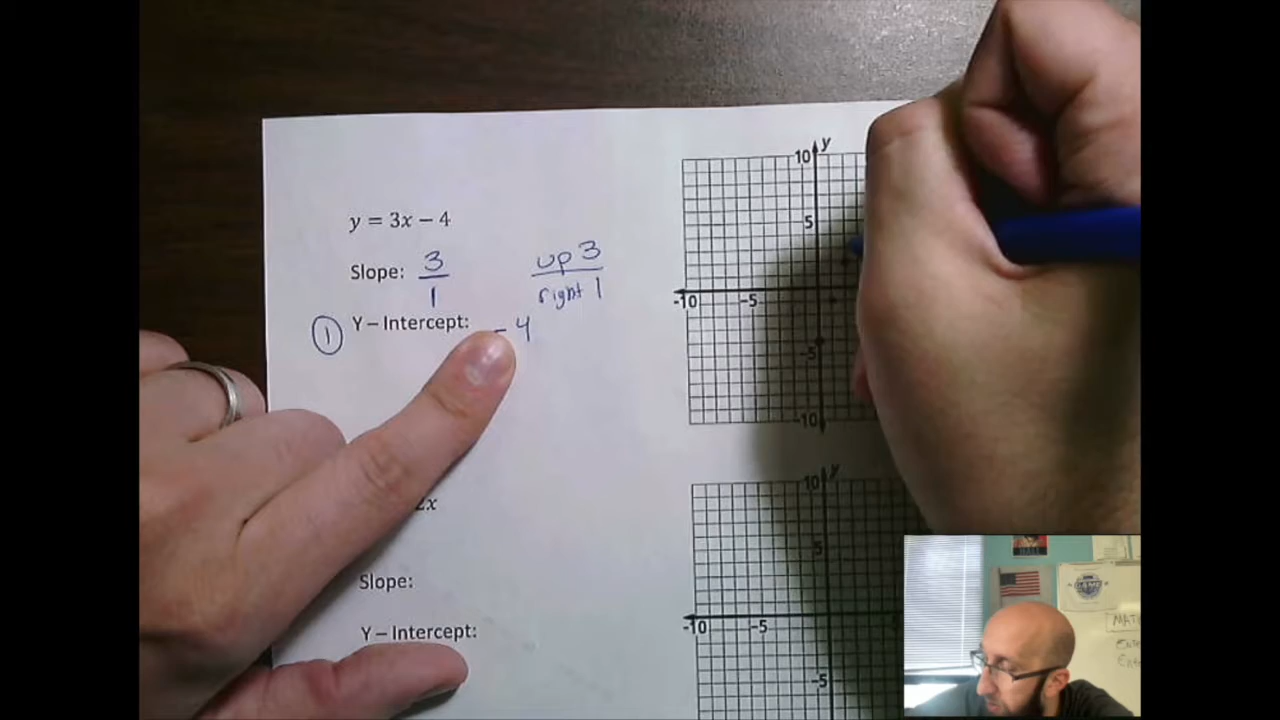 y
10
y = 3x − 4
5
3
up 3
Slope:
1
right 1
-10
-5
① Y – Intercept: -4
-5
-10
y
10
2x
5
Slope:
-10
-5
Y – Intercept:
-5
MAT